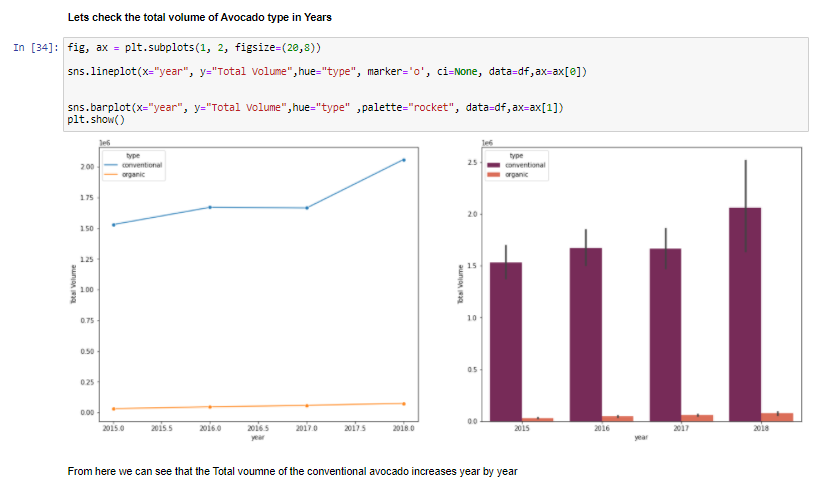 Lets check the total volume of Avocado type in Years
In [34]: fig, ax = plt.subplots(1, 2, figsize=(20,8))
sns.lineplot(x="year", y="Total Volume",hue="type", marker='o', ci=None, data=df,ax=ax[0])
sns.barplot(x="year", y="Total Volume",hue="type" ,palette="rocket", data=df,ax=ax[1])
plt.show()
1e6
type
conventional
organic
2.00
1.75
1.50
1.25
1.00
0.75
0.50
0.25
0.00
Total Volume
2015.0 2015.5 2016.0 2016.5 2017.0 2017.5 2018.0
year
1e6
type
conventional
organic
2.5
2.0
1.5
1.0
0.5
0.0
Total Volume
2015 2016 2017 2018
year
From here we can see that the Total voumne of the conventional avocado increases year by year